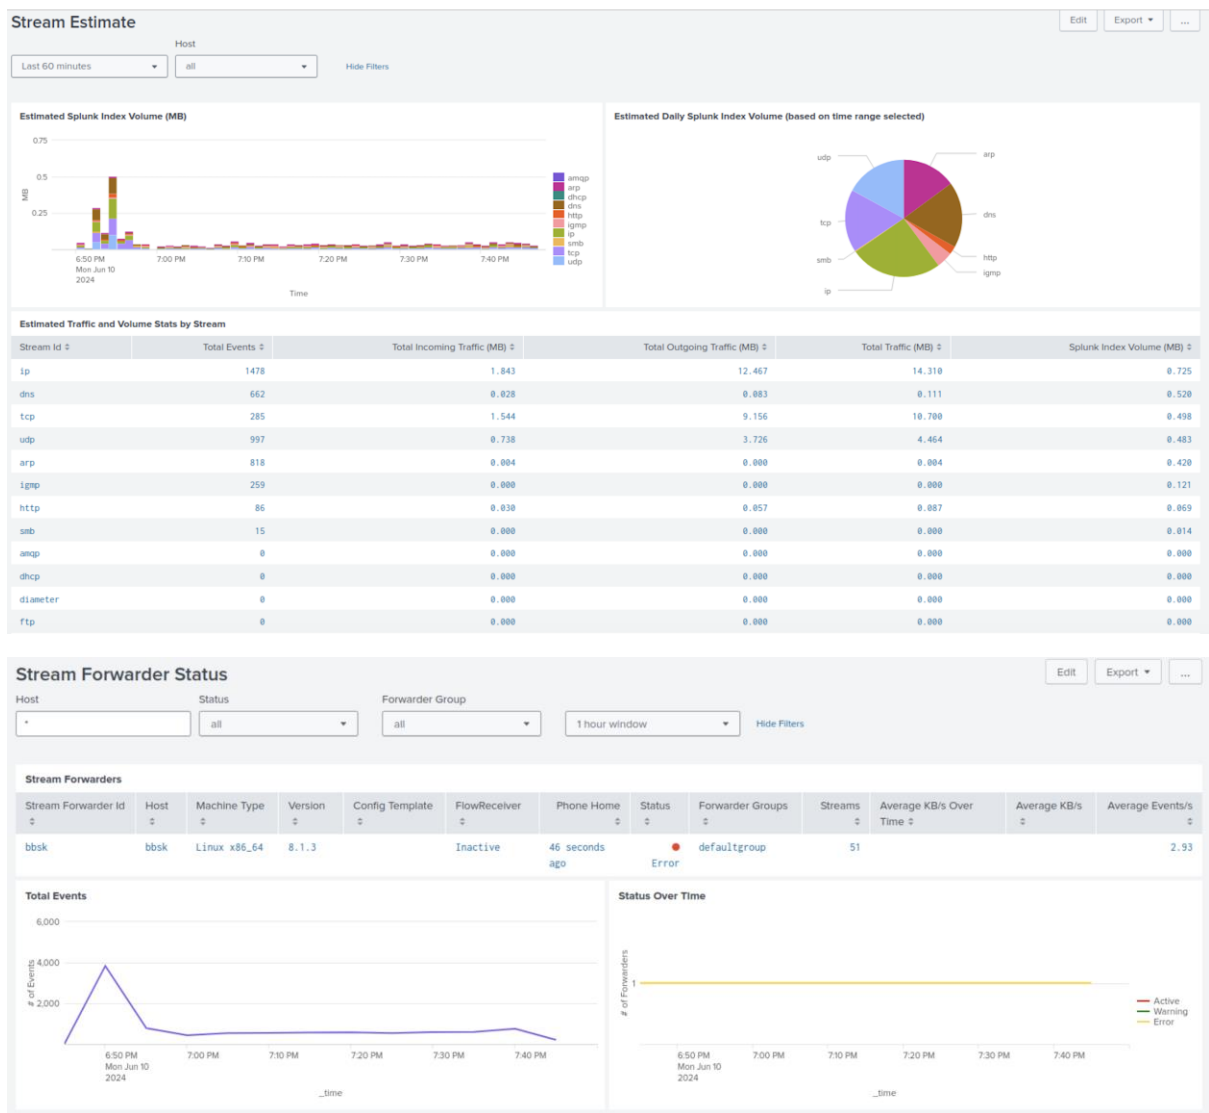 Stream Estimate
Edit Export ...
Host
Last 60 minutes all Hide Filters
Estimated Splunk Index Volume (MB)
0.75
0.5
0.25
MB
6:50 PM 7:00 PM 7:10 PM 7:20 PM 7:30 PM 7:40 PM
Mon Jun 10
2024
Time
amqp
arp
dhcp
dns
http
igmp
ip
smb
tcp
udp
Estimated Daily Splunk Index Volume (based on time range selected)
udp arp
tcp dns
smb http
igmp
ip
Estimated Traffic and Volume Stats by Stream
Stream Id Total Events Total Incoming Traffic (MB) Total Outgoing Traffic (MB) Total Traffic (MB) Splunk Index Volume (MB)
ip 1478 1.843 12.467 14.310 0.725
dns 662 0.028 0.083 0.111 0.520
tcp 285 1.544 9.156 10.700 0.498
udp 997 0.738 3.726 4.464 0.483
arp 818 0.004 0.000 0.004 0.420
igmp 259 0.000 0.000 0.000 0.121
http 86 0.030 0.057 0.087 0.069
smb 15 0.000 0.000 0.000 0.014
amqp 0 0.000 0.000 0.000 0.000
dhcp 0 0.000 0.000 0.000 0.000
diameter 0 0.000 0.000 0.000 0.000
ftp 0 0.000 0.000 0.000 0.000
Stream Forwarder Status
Edit Export ...
Host Status Forwarder Group
* all all 1 hour window Hide Filters
Stream Forwarders
Stream Forwarder Id Host Machine Type Version Config Template FlowReceiver Phone Home Status Forwarder Groups Streams Average KB/s Over Time Average KB/s Average Events/s
bbsk bbsk Linux x86_64 8.1.3 Inactive 46 seconds ago Error defaultgroup 51 2.93
Total Events
6,000
4,000
2,000
# of Events
6:50 PM 7:00 PM 7:10 PM 7:20 PM 7:30 PM 7:40 PM
Mon Jun 10
2024
_time
Status Over Time
1
# of Forwarders
6:50 PM 7:00 PM 7:10 PM 7:20 PM 7:30 PM 7:40 PM
Mon Jun 10
2024
_time
Active
Warning
Error